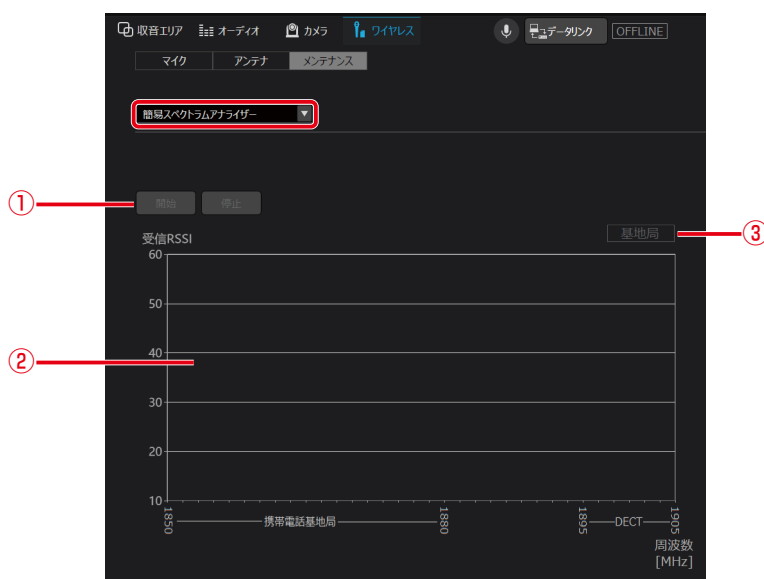 収音エリア オーディオ カメラ ワイヤレス データリンク OFFLINE
マイク アンテナ メンテナンス
簡易スペクトラムアナライザー
① 開始 停止
受信RSSI 基地局 ③
60
50
② 40
30
20
10
1850 携帯電話基地局 1880 1895 DECT 1905
周波数
[MHz]